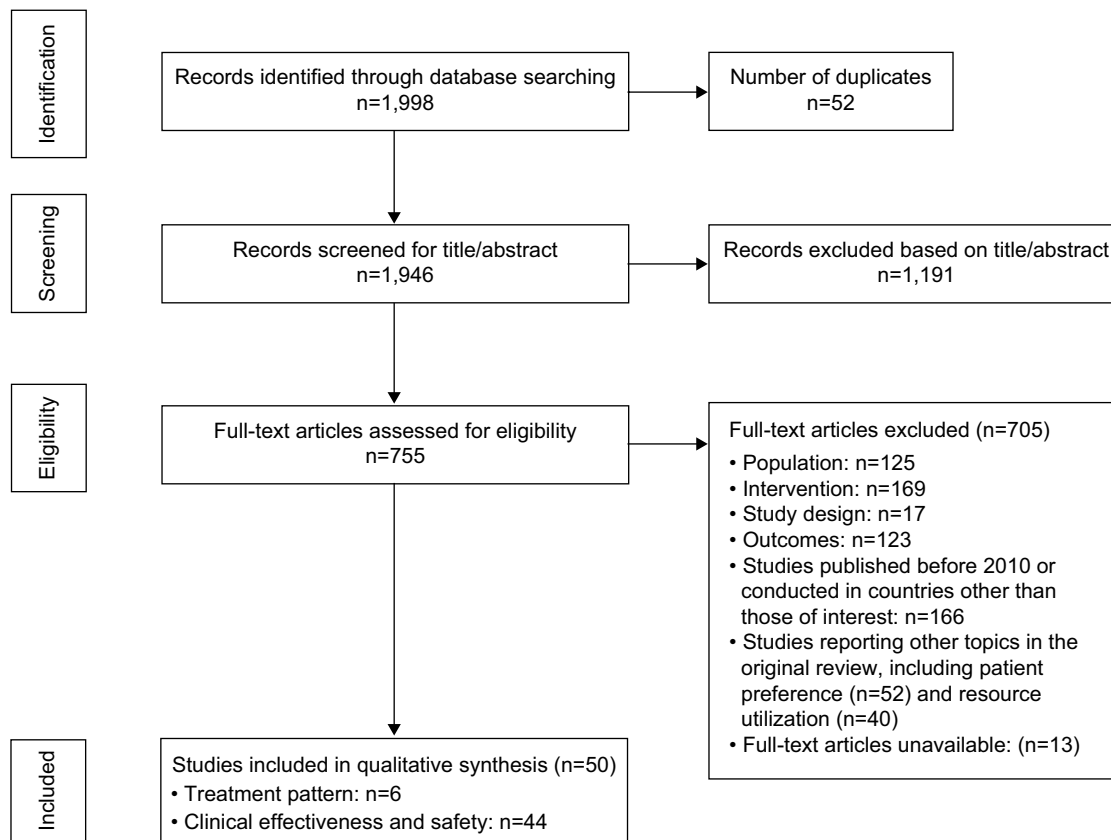 Identification
Records identified through database searching
n=1,998
Number of duplicates
n=52
Screening
Records screened for title/abstract
n=1,946
Records excluded based on title/abstract
n=1,191
Eligibility
Full-text articles assessed for eligibility
n=755
Full-text articles excluded (n=705)
• Population: n=125
• Intervention: n=169
• Study design: n=17
• Outcomes: n=123
• Studies published before 2010 or
conducted in countries other than
those of interest: n=166
• Studies reporting other topics in the
original review, including patient
preference (n=52) and resource
utilization (n=40)
• Full-text articles unavailable: (n=13)
Included
Studies included in qualitative synthesis (n=50)
• Treatment pattern: n=6
• Clinical effectiveness and safety: n=44